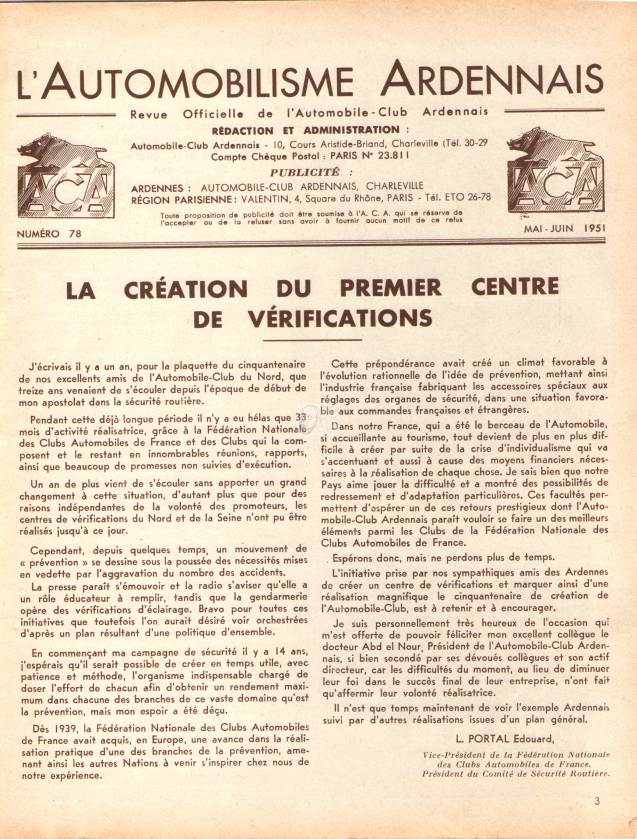 L'AUTOMOBILISME ARDENNAIS
Revue Officielle de l'Automobile-Club Ardennais
RÉDACTION ET ADMINISTRATION :
Automobile-Club Ardennais - 10, Cours Aristide-Briand, Charleville (Tél. 30-29
Compte Chèque Postal : PARIS N° 23.811
PUBLICITÉ :
ARDENNES : AUTOMOBILE-CLUB ARDENNAIS, CHARLEVILLE
RÉGION PARISIENNE : VALENTIN, 4, Square du Rhône, PARIS - Tél. ETO 26-78
Toute proposition de publicité doit être soumise à l'A. C. A. qui se réserve de
l'accepter ou de la refuser sans avoir à fournir aucun motif de ce refus
ACA
ACA
NUMÉRO 78
MAI-JUIN 1951
LA CRÉATION DU PREMIER CENTRE
DE VÉRIFICATIONS
J'écrivais il y a un an, pour la plaquette du cinquantenaire
de nos excellents amis de l'Automobile-Club du Nord, que
treize ans venaient de s'écouler depuis l'époque de début de
mon apostolat dans la sécurité routière.
Pendant cette déjà longue période il n'y a eu hélas que 33
mois d'activité réalisatrice, grâce à la Fédération Nationale
des Clubs Automobiles de France et des Clubs qui la com-
posent et le restant en innombrables réunions, rapports,
ainsi que beaucoup de promesses non suivies d'exécution.
Un an de plus vient de s'écouler sans apporter un grand
changement à cette situation, d'autant plus que pour des
raisons indépendantes de la volonté des promoteurs, les
centres de vérifications du Nord et de la Seine n'ont pu être
réalisés jusqu'à ce jour.
Cependant, depuis quelques temps, un mouvement de
« prévention » se dessine sous la poussée des nécessités mises
en vedette par l'aggravation du nombre des accidents.
La presse paraît s'émouvoir et la radio s'avise qu'elle a
un rôle éducateur à remplir, tandis que la gendarmerie
opère des vérifications d'éclairage. Bravo pour toutes ces
initiatives que toutefois l'on aurait désiré voir orchestrées
d'après un plan résultant d'une politique d'ensemble.
En commençant ma campagne de sécurité il y a 14 ans,
j'espérais qu'il serait possible de créer en temps utile, avec
patience et méthode, l'organisme indispensable chargé de
doser l'effort de chacun afin d'obtenir un rendement maxi-
mum dans chacune des branches de ce vaste domaine qu'est
la prévention, mais mon espoir a été déçu.
Dès 1939, la Fédération Nationale des Clubs Automobiles
de France avait acquis, en Europe, une avance dans la réali-
sation pratique d'une des branches de la prévention, ame-
nant ainsi les autres Nations à venir s'inspirer chez nous de
notre expérience.
Cette prépondérance avait créé un climat favorable à
l'évolution rationnelle de l'idée de prévention, mettant ainsi
l'industrie française fabriquant les accessoires spéciaux aux
réglages des organes de sécurité, dans une situation favora-
ble aux commandes françaises et étrangères.
Dans notre France, qui a été le berceau de l'Automobile,
si accueillante au tourisme, tout devient de plus en plus dif-
ficile à créer par suite de la crise d'individualisme qui va
s'accentuant et aussi à cause des moyens financiers néces-
saires à la réalisation de chaque chose. Je sais bien que notre
Pays aime jouer la difficulté et a montré des possibilités de
redressement et d'adaptation particulières. Ces facultés per-
mettent d'espérer un de ces retours prestigieux dont l'Auto-
mobile-Club Ardennais paraît vouloir se faire un des meilleurs
éléments parmi les Clubs de la Fédération Nationale des
Clubs Automobiles de France.
Espérons donc, mais ne perdons plus de temps.
L'initiative prise par nos sympathiques amis des Ardennes
de créer un centre de vérifications et marquer ainsi d'une
réalisation magnifique le cinquantenaire de création de
l'Automobile-Club, est à retenir et à encourager.
Je suis personnellement très heureux de l'occasion qui
m'est offerte de pouvoir féliciter mon excellent collègue le
docteur Abd el Nour, Président de l'Automobile-Club Arden-
nais, si bien secondé par ses dévoués collègues et son actif
directeur, car les difficultés du moment, au lieu de diminuer
leur foi dans le succès final de leur entreprise, n'ont fait
qu'affermir leur volonté réalisatrice.
Il n'est que temps maintenant de voir l'exemple Ardennais
suivi par d'autres réalisations issues d'un plan général.
L. PORTAL Edouard,
Vice-Président de la Fédération Nationale
des Clubs Automobiles de France.
Président du Comité de Sécurité Routière.
3